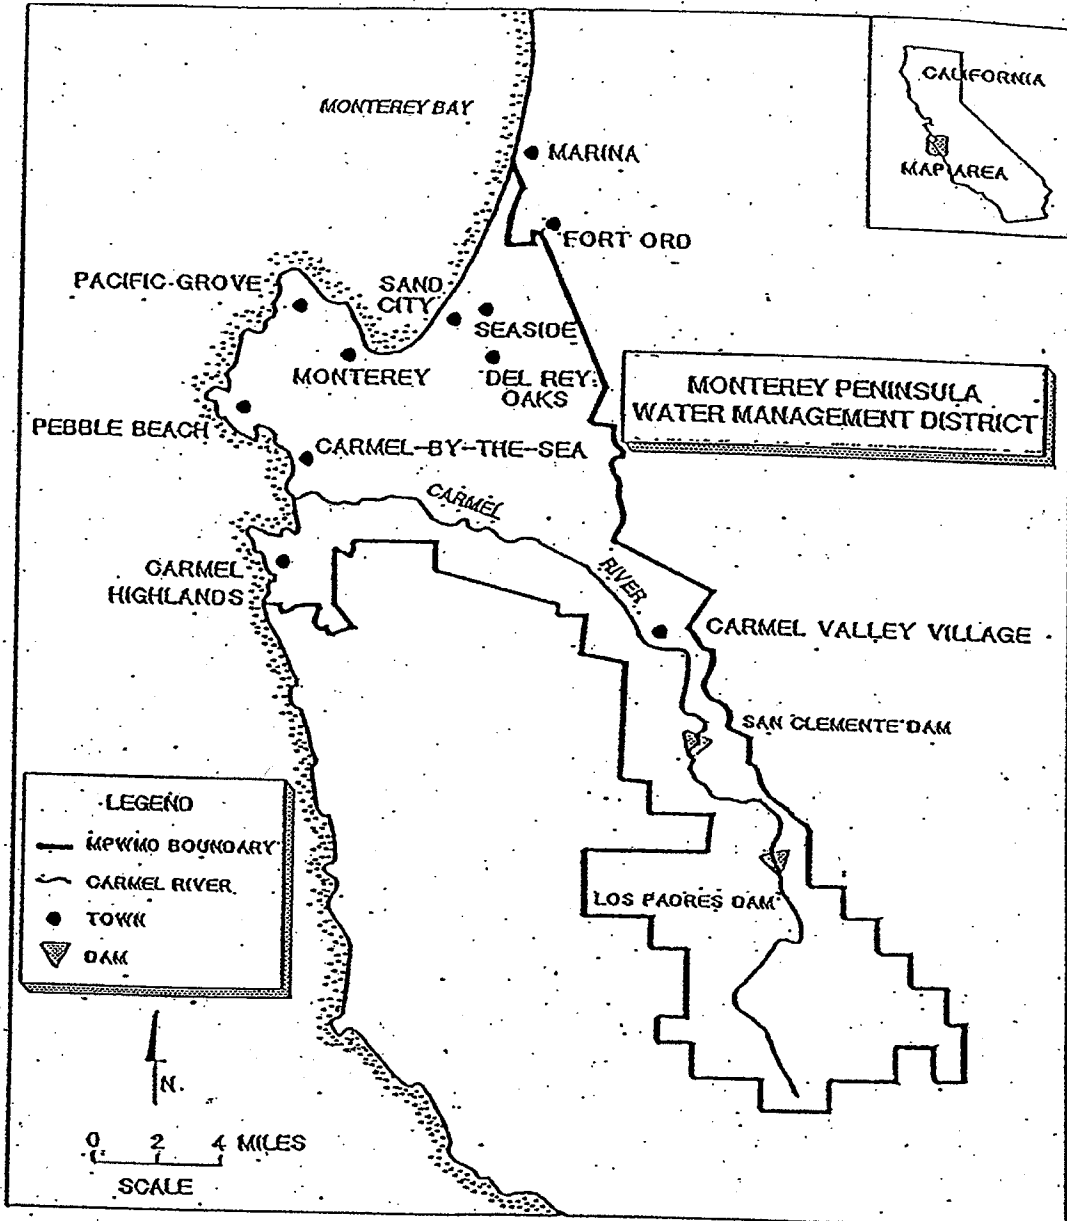 MONTEREY BAY
CALIFORNIA
MAP AREA
MARINA
FORT ORD
PACIFIC GROVE
SAND
CITY
SEASIDE
MONTEREY
DEL REY
OAKS
MONTEREY PENINSULA
WATER MANAGEMENT DISTRICT
PEBBLE BEACH
CARMEL-BY-THE-SEA
CARMEL
RIVER
CARMEL
HIGHLANDS
CARMEL VALLEY VILLAGE
SAN CLEMENTE DAM
LOS PADRES DAM
LEGEND
MPWMD BOUNDARY
CARMEL RIVER
TOWN
DAM
N
0 2 4 MILES
SCALE